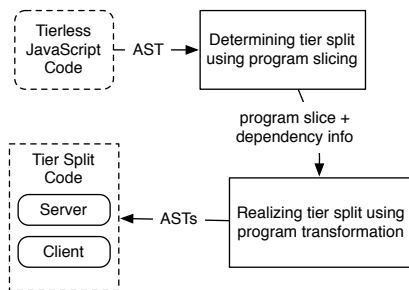 Tierless
JavaScript
Code
AST
Determining tier split
using program slicing
program slice +
dependency info
Tier Split
Code
Server
Client
ASTs
Realizing tier split using
program transformation